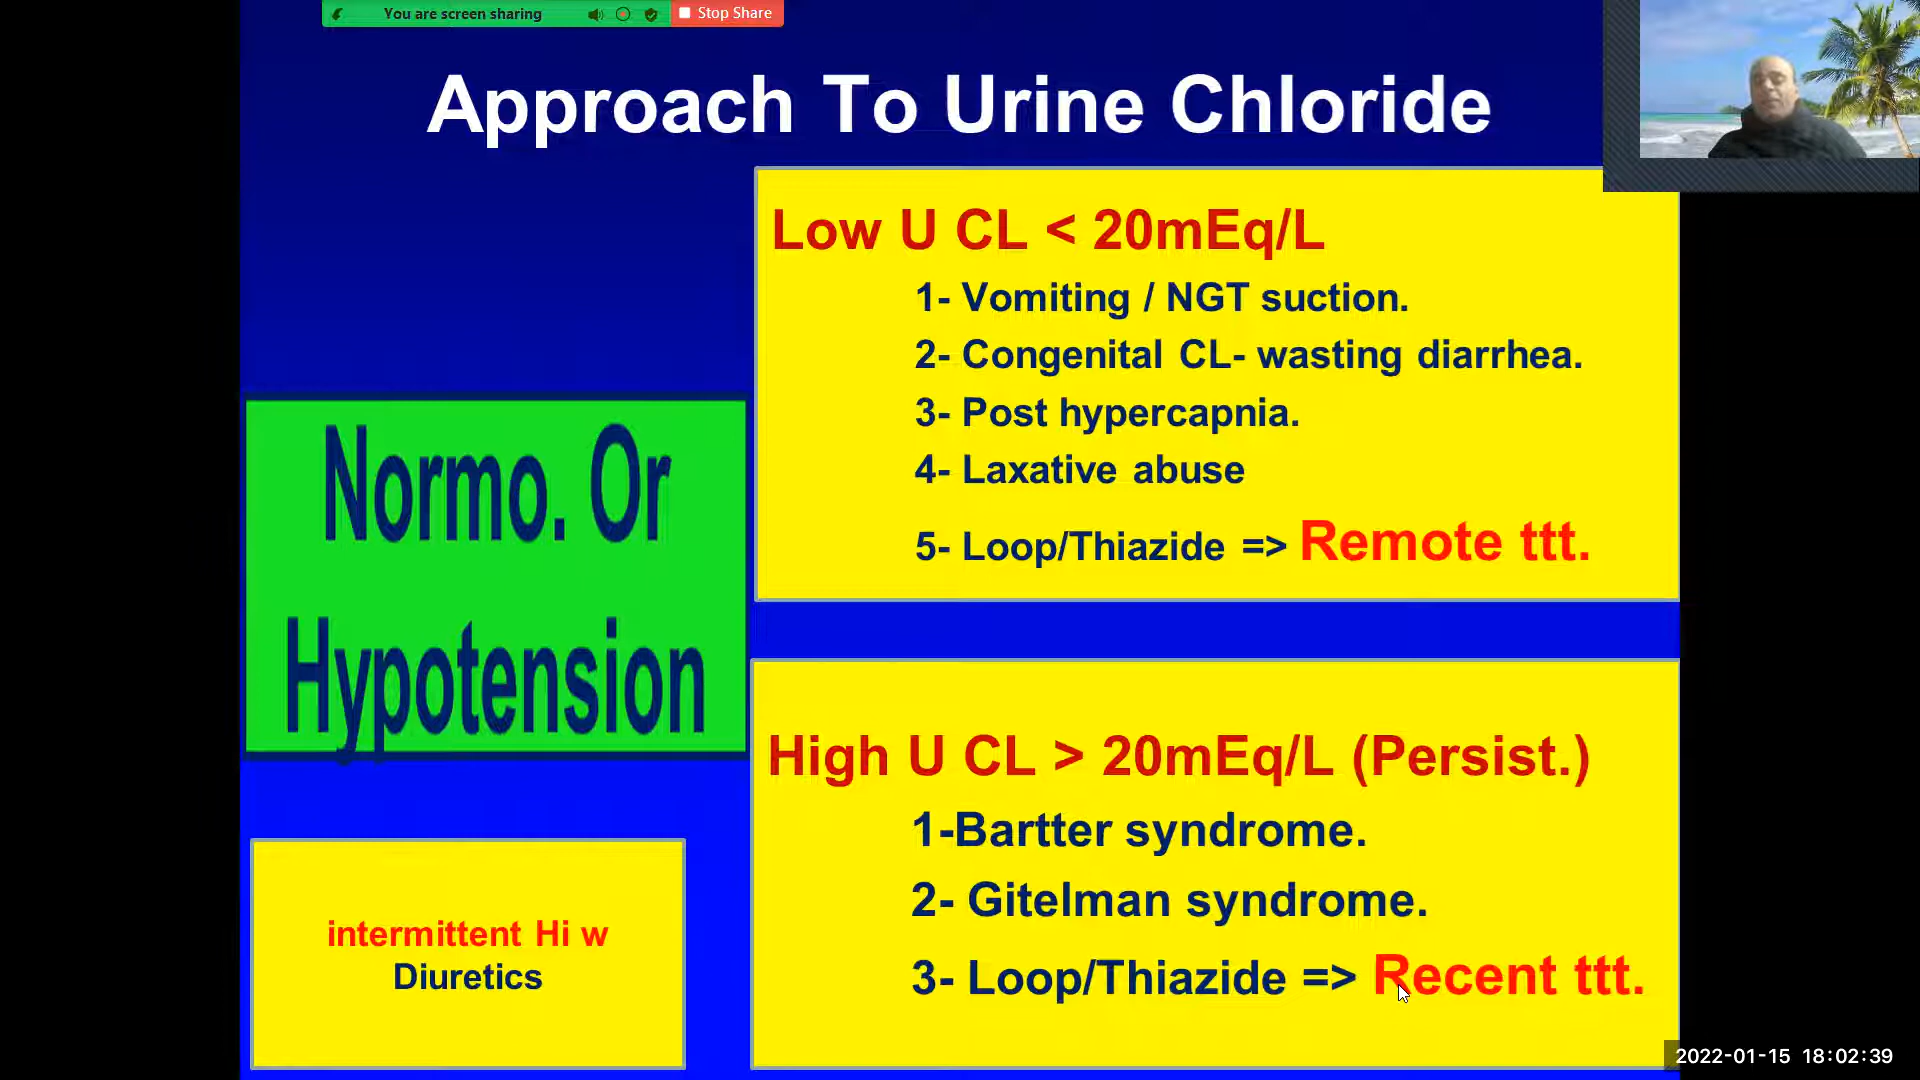 You are screen sharing
Stop Share
Approach To Urine Chloride
Low U CL < 20mEq/L
1- Vomiting / NGT suction.
2- Congenital CL- wasting diarrhea.
3- Post hypercapnia.
4- Laxative abuse
5- Loop/Thiazide => Remote ttt.
Normo. Or
Hypotension
High U CL > 20mEq/L (Persist.)
1-Bartter syndrome.
2- Gitelman syndrome.
3- Loop/Thiazide => Recent ttt.
intermittent Hi w
Diuretics
2022-01-15 18:02:39